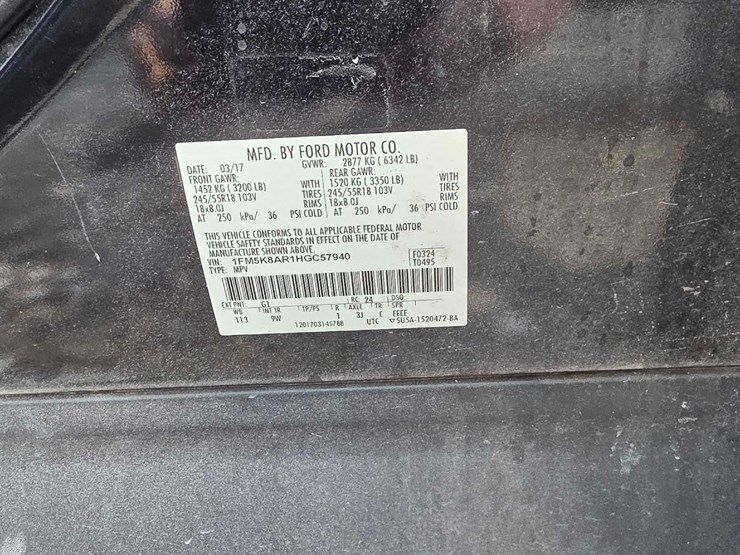 MFD. BY FORD MOTOR CO.
DATE: 03/17 GVWR: 2877 KG ( 6342 LB)
FRONT GAWR: REAR GAWR:
1452 KG ( 3200 LB) WITH 1520 KG ( 3350 LB) WITH
245/55R18 103V TIRES 245/55R18 103V TIRES
18x8.0J RIMS 18x8.0J RIMS
AT 250 kPa/ 36 PSI COLD AT 250 kPa/ 36 PSI COLD
THIS VEHICLE CONFORMS TO ALL APPLICABLE FEDERAL MOTOR
VEHICLE SAFETY STANDARDS IN EFFECT ON THE DATE OF
MANUFACTURE SHOWN ABOVE.
VIN: 1FM5K8AR1HGC57940 F0324
TYPE: MPV T0495
EXT PNT: G1 RC: 24 DSO:
WB INT TR TP/PS R AXLE TR SPR
113 9W 1 3J C EEEE
1201703145788 UTC 5U5A-1520472-BA